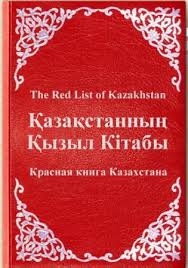 The Red List of Kazakhstan
Қазақстанның
Қызыл Кітабы
Красная книга Казахстана